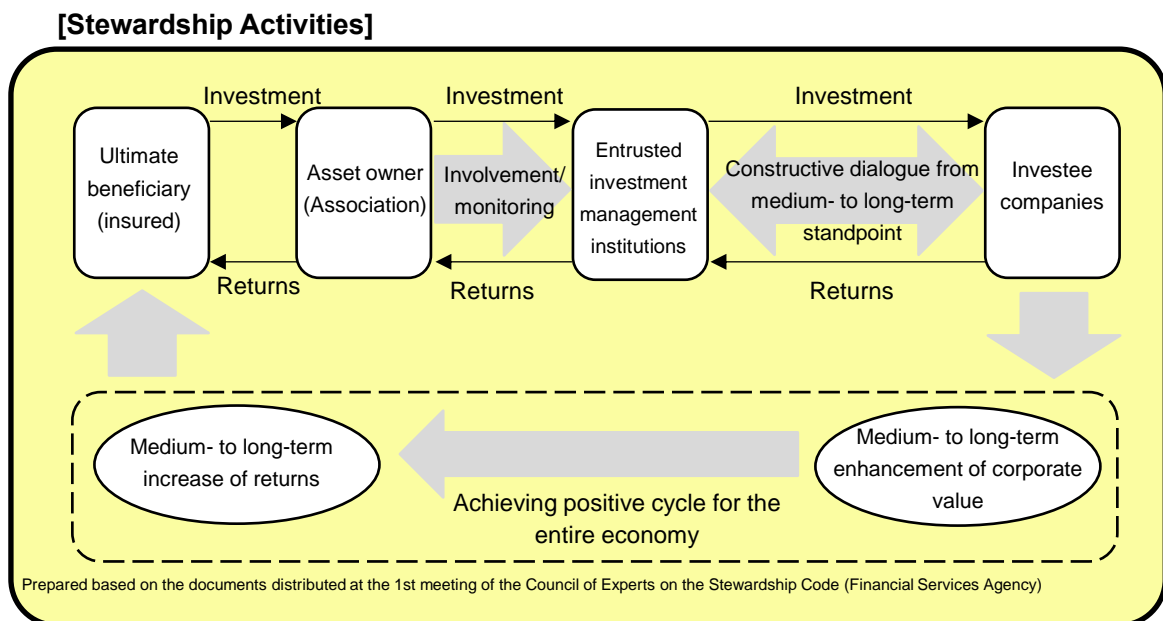 [Stewardship Activities]
Investment
Investment
Investment
Ultimate
beneficiary
(insured)
Asset owner
(Association)
Involvement/
monitoring
Entrusted
investment
management
institutions
Constructive dialogue from
medium- to long-term
standpoint
Investee
companies
Returns
Returns
Returns
Medium- to long-term
increase of returns
Medium- to long-term
enhancement of corporate
value
Achieving positive cycle for the
entire economy
Prepared based on the documents distributed at the 1st meeting of the Council of Experts on the Stewardship Code (Financial Services Agency)